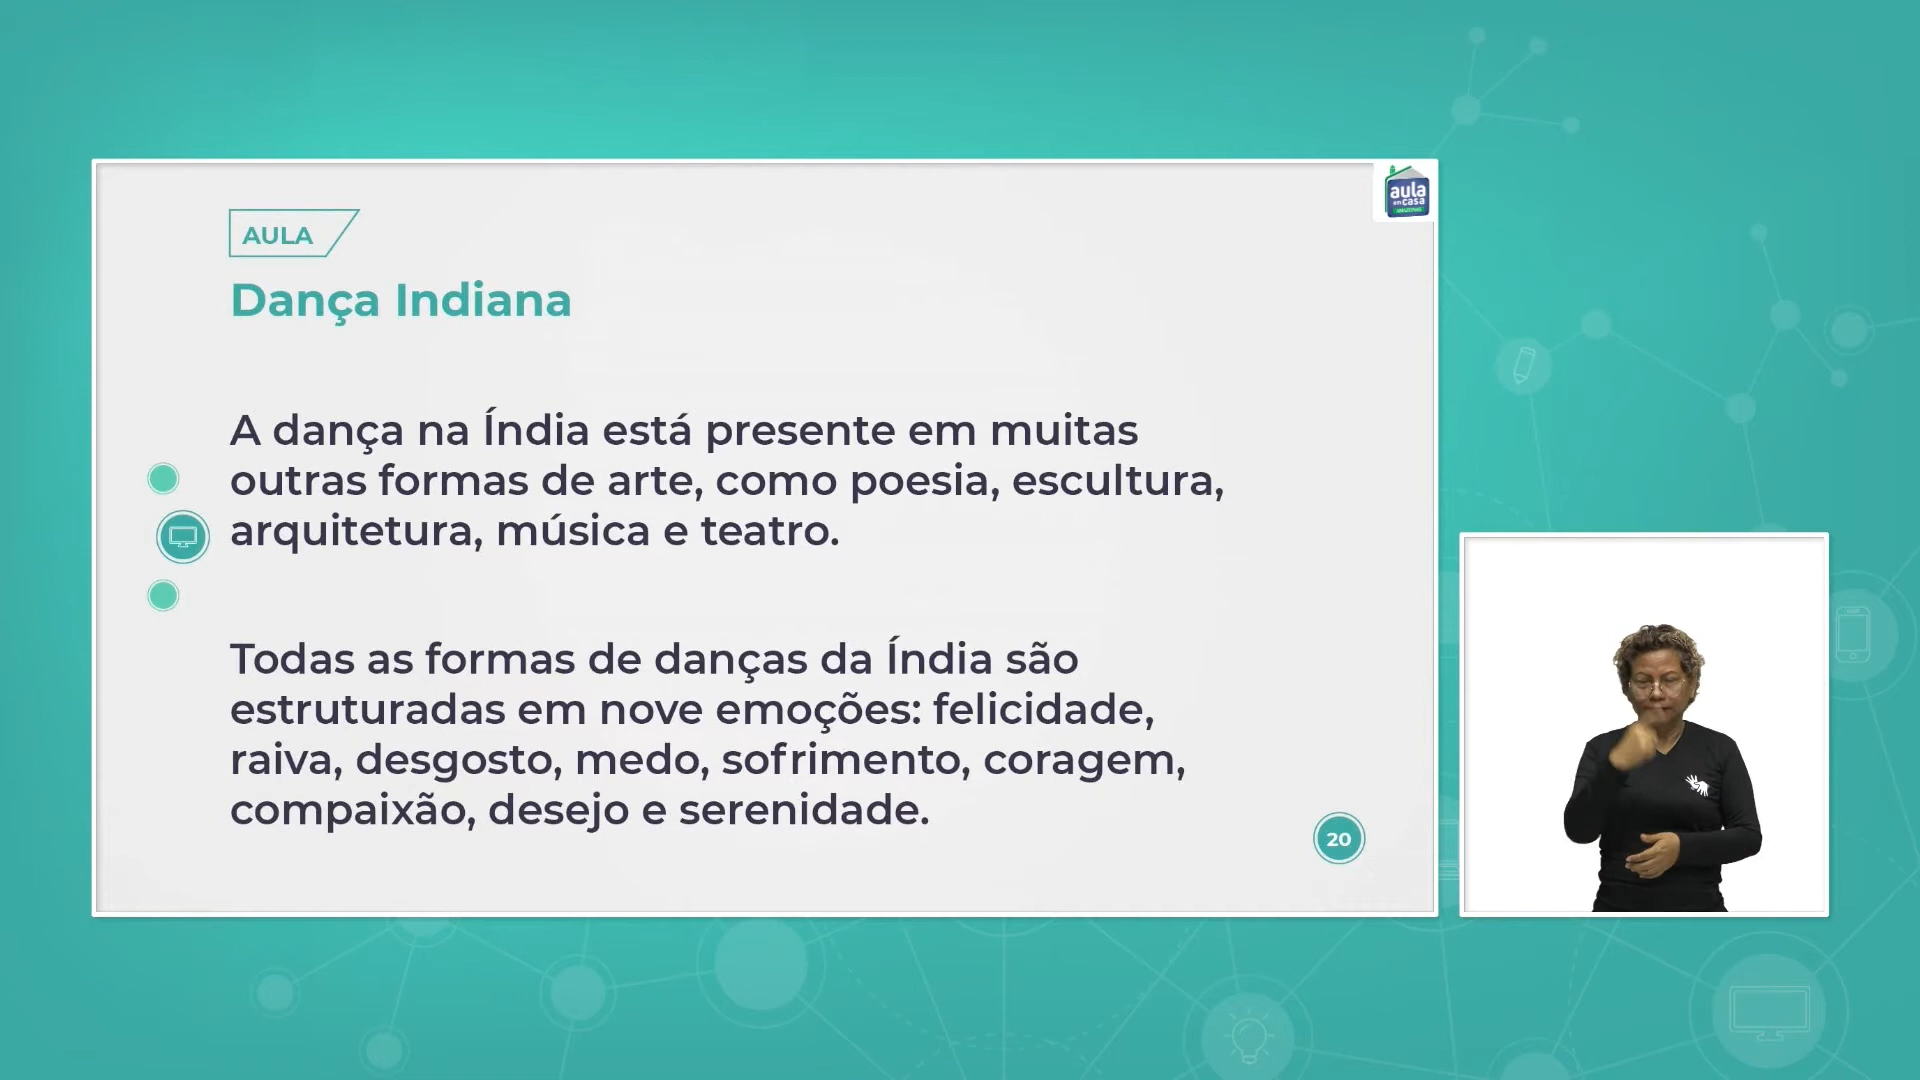 aula
em casa
AULA
Dança Indiana
A dança na Índia está presente em muitas
outras formas de arte, como poesia, escultura,
arquitetura, música e teatro.
Todas as formas de danças da Índia são
estruturadas em nove emoções: felicidade,
raiva, desgosto, medo, sofrimento, coragem,
compaixão, desejo e serenidade.
20